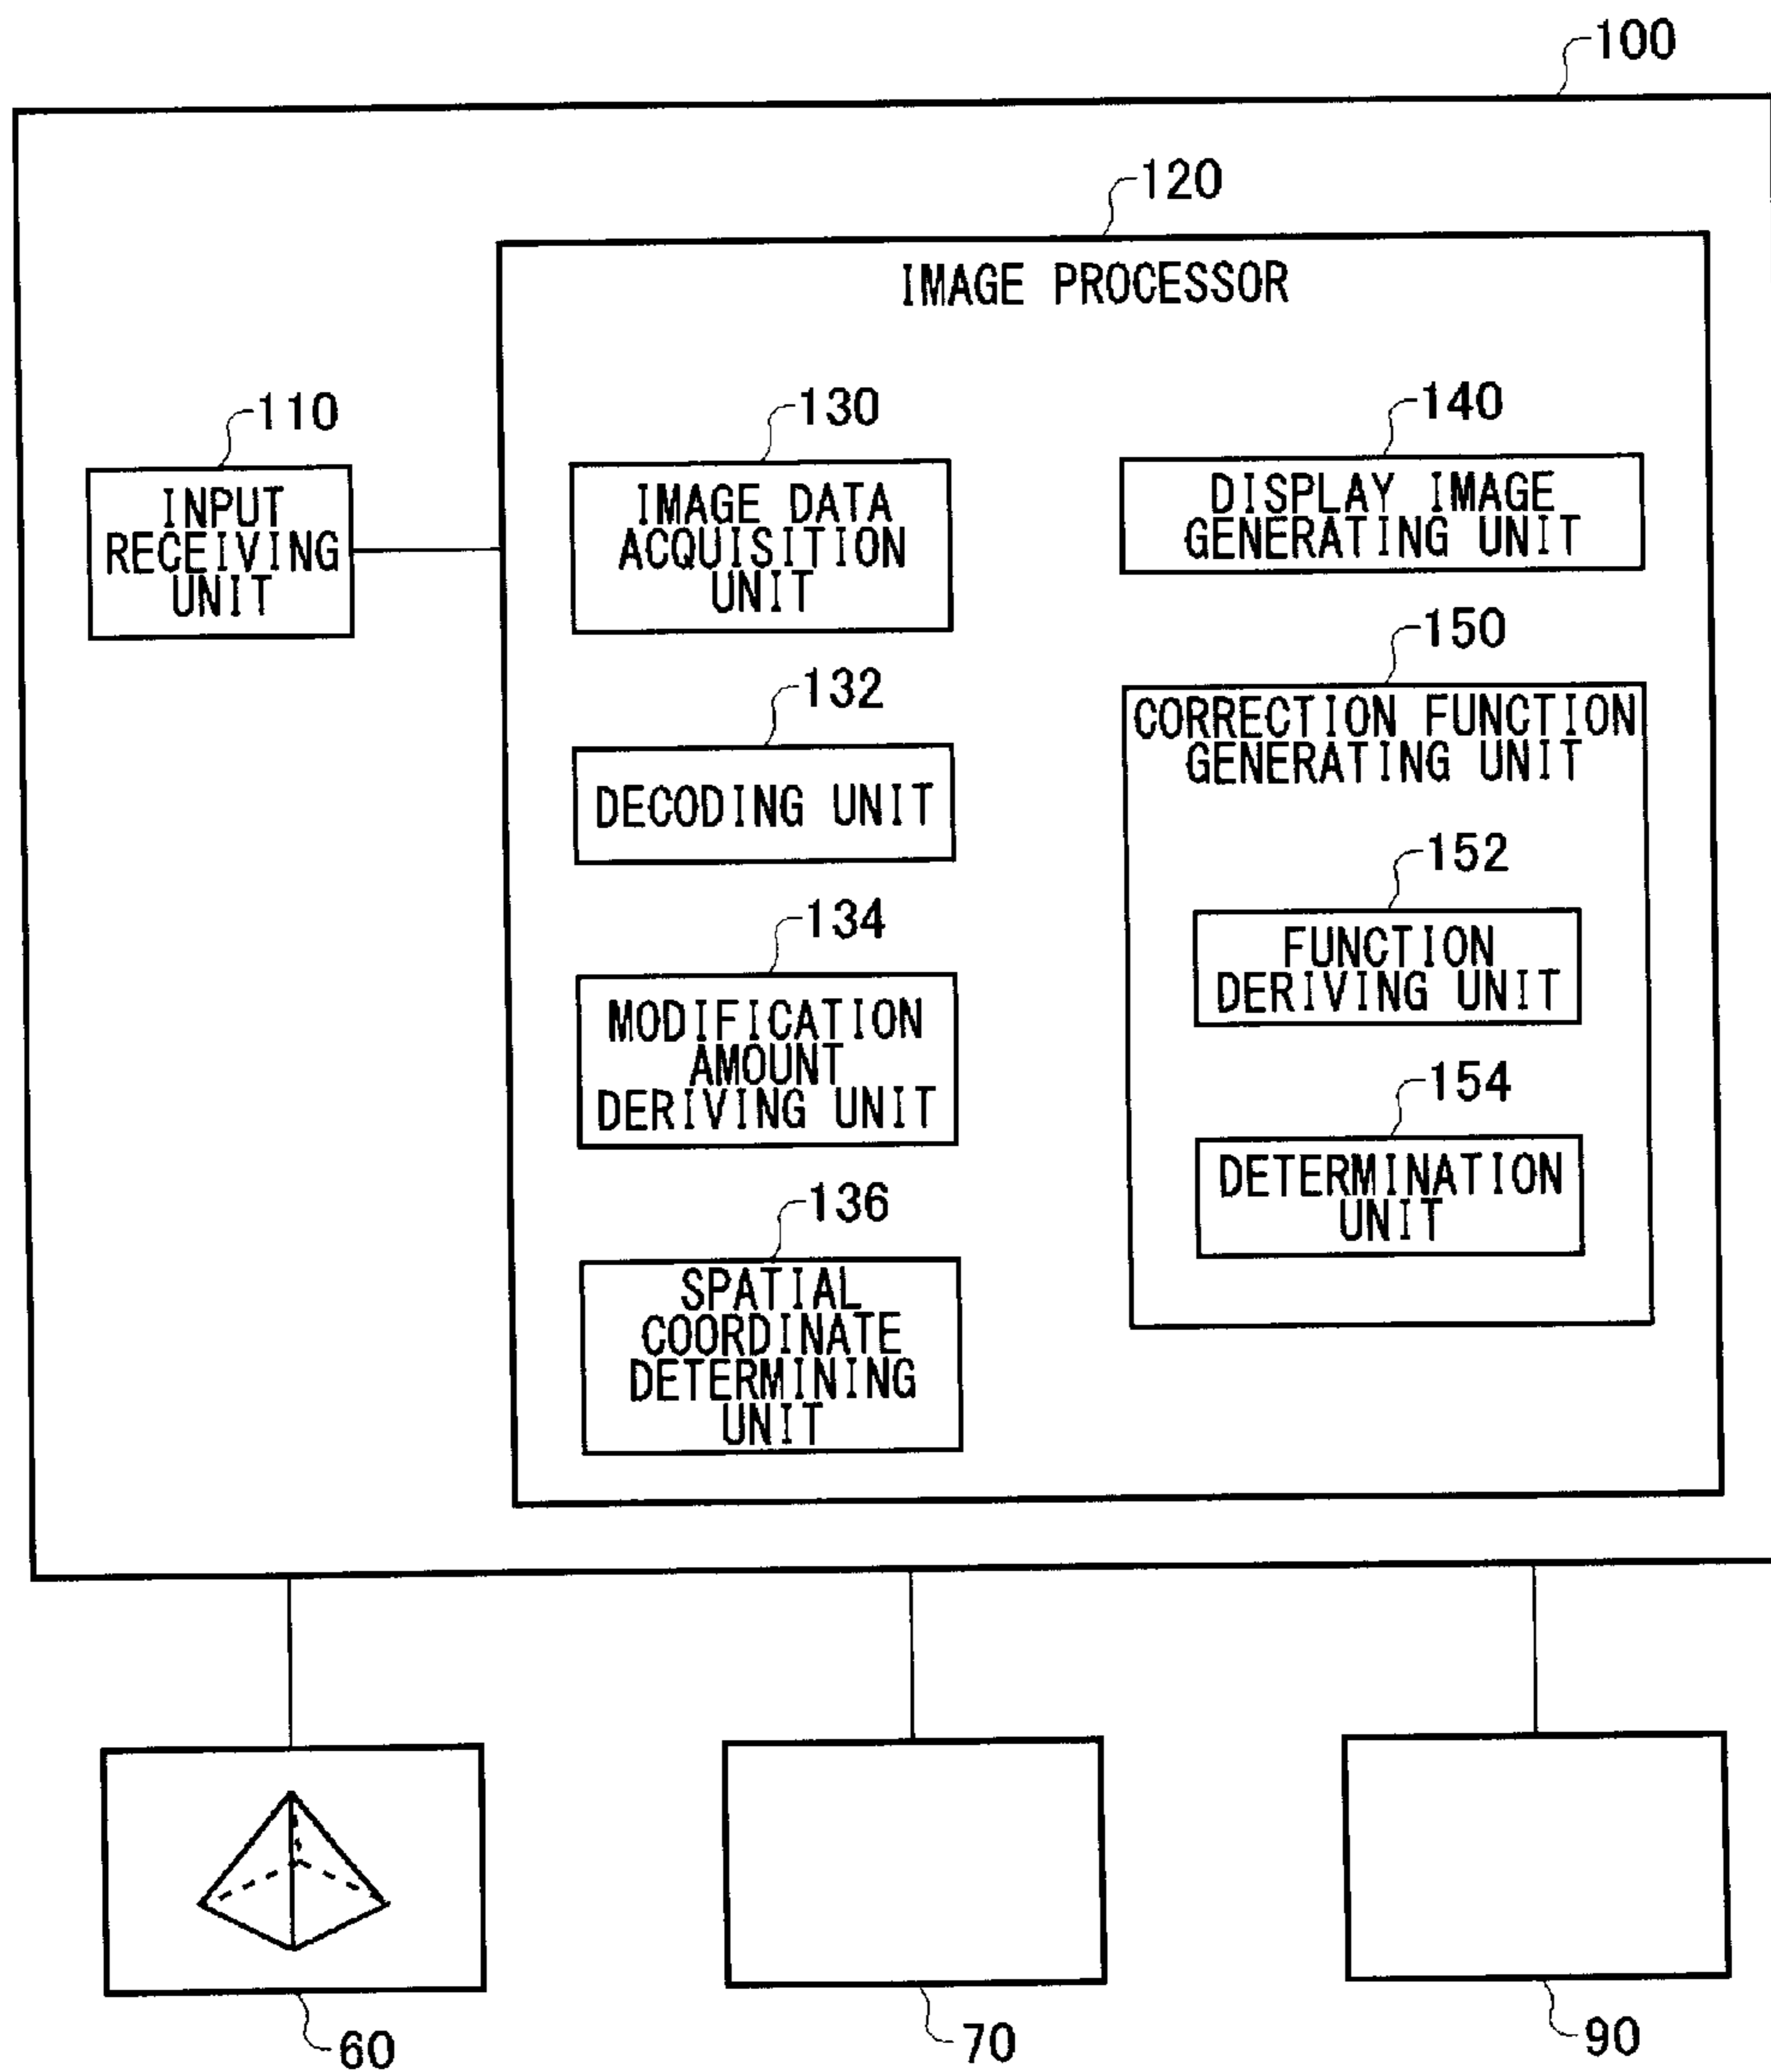 100
120
IMAGE PROCESSOR
110
INPUT
RECEIVING
UNIT
130
IMAGE DATA
ACQUISITION
UNIT
132
DECODING UNIT
134
MODIFICATION
AMOUNT
DERIVING UNIT
136
SPATIAL
COORDINATE
DETERMINING
UNIT
140
DISPLAY IMAGE
GENERATING UNIT
150
CORRECTION FUNCTION
GENERATING UNIT
152
FUNCTION
DERIVING UNIT
154
DETERMINATION
UNIT
60
70
90